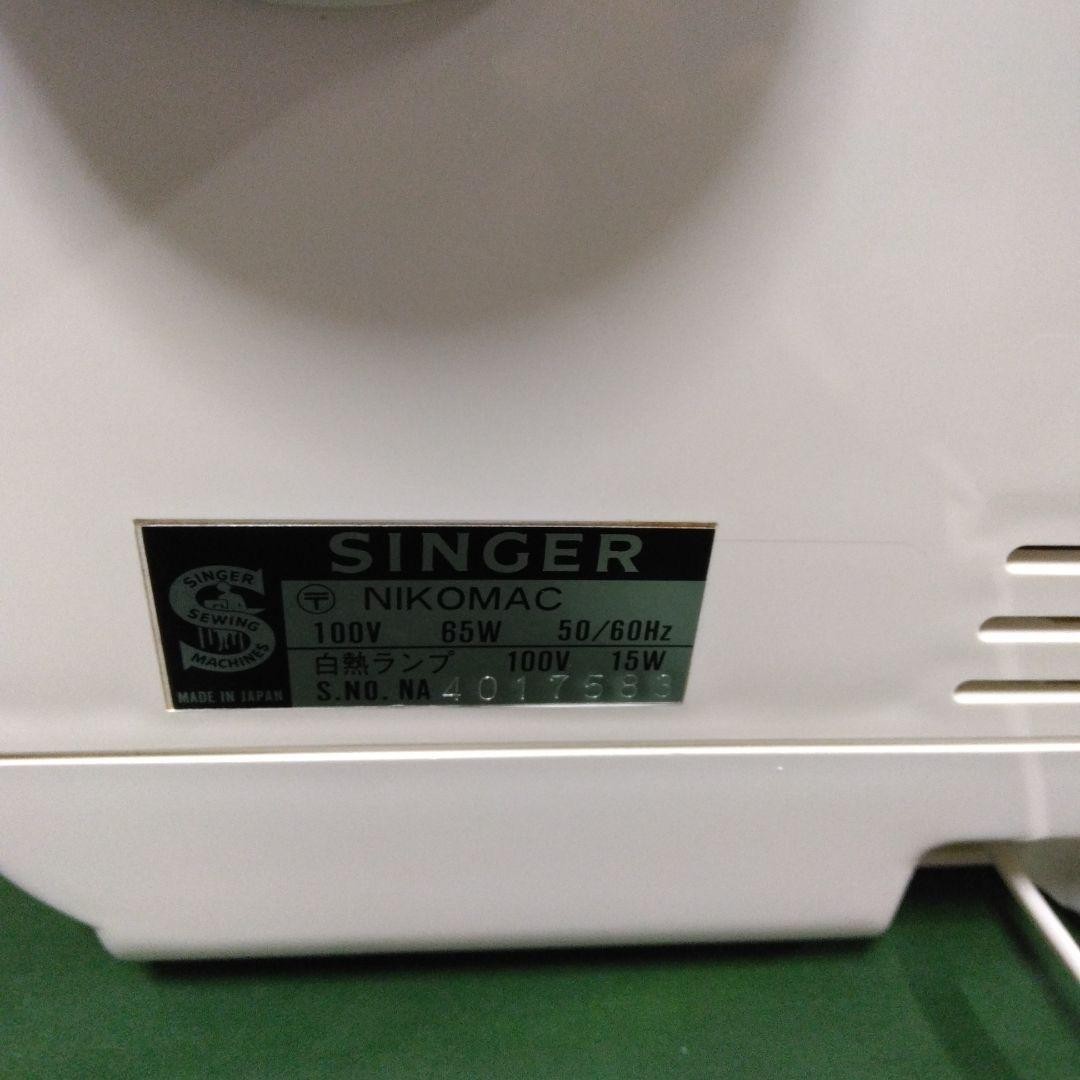 SINGER
SINGER
SEWING
MACHINES
MADE IN JAPAN
〒 NIKOMAC
100V 65W 50/60Hz
白熱ランプ 100V 15W
S.NO. NA 4017583